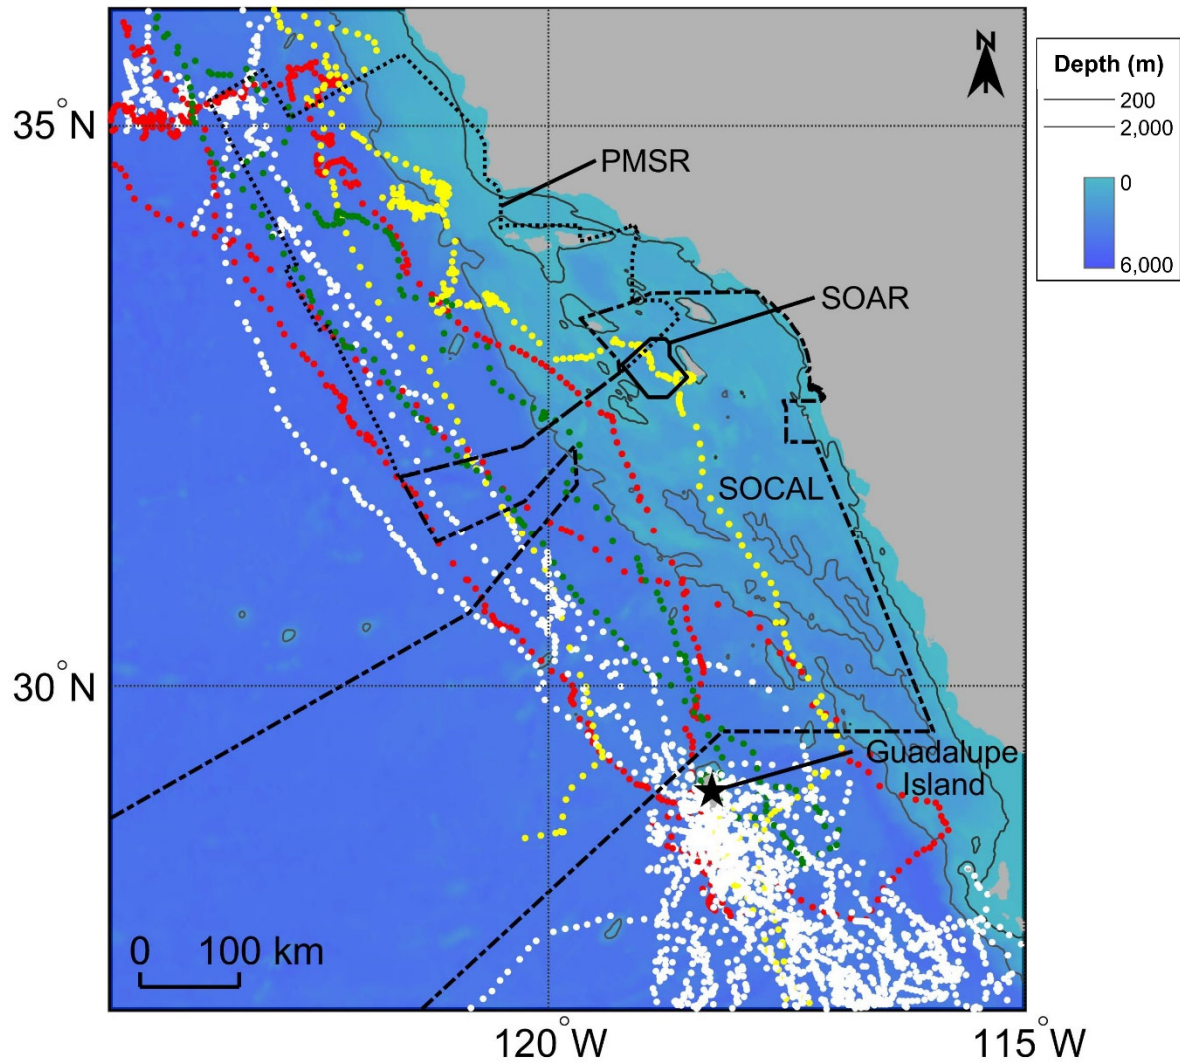 N
Depth (m)
200
2,000
0
6,000
35° N
PMSR
SOAR
SOCAL
30° N
Guadalupe
Island
0 100 km
120°W
115°W